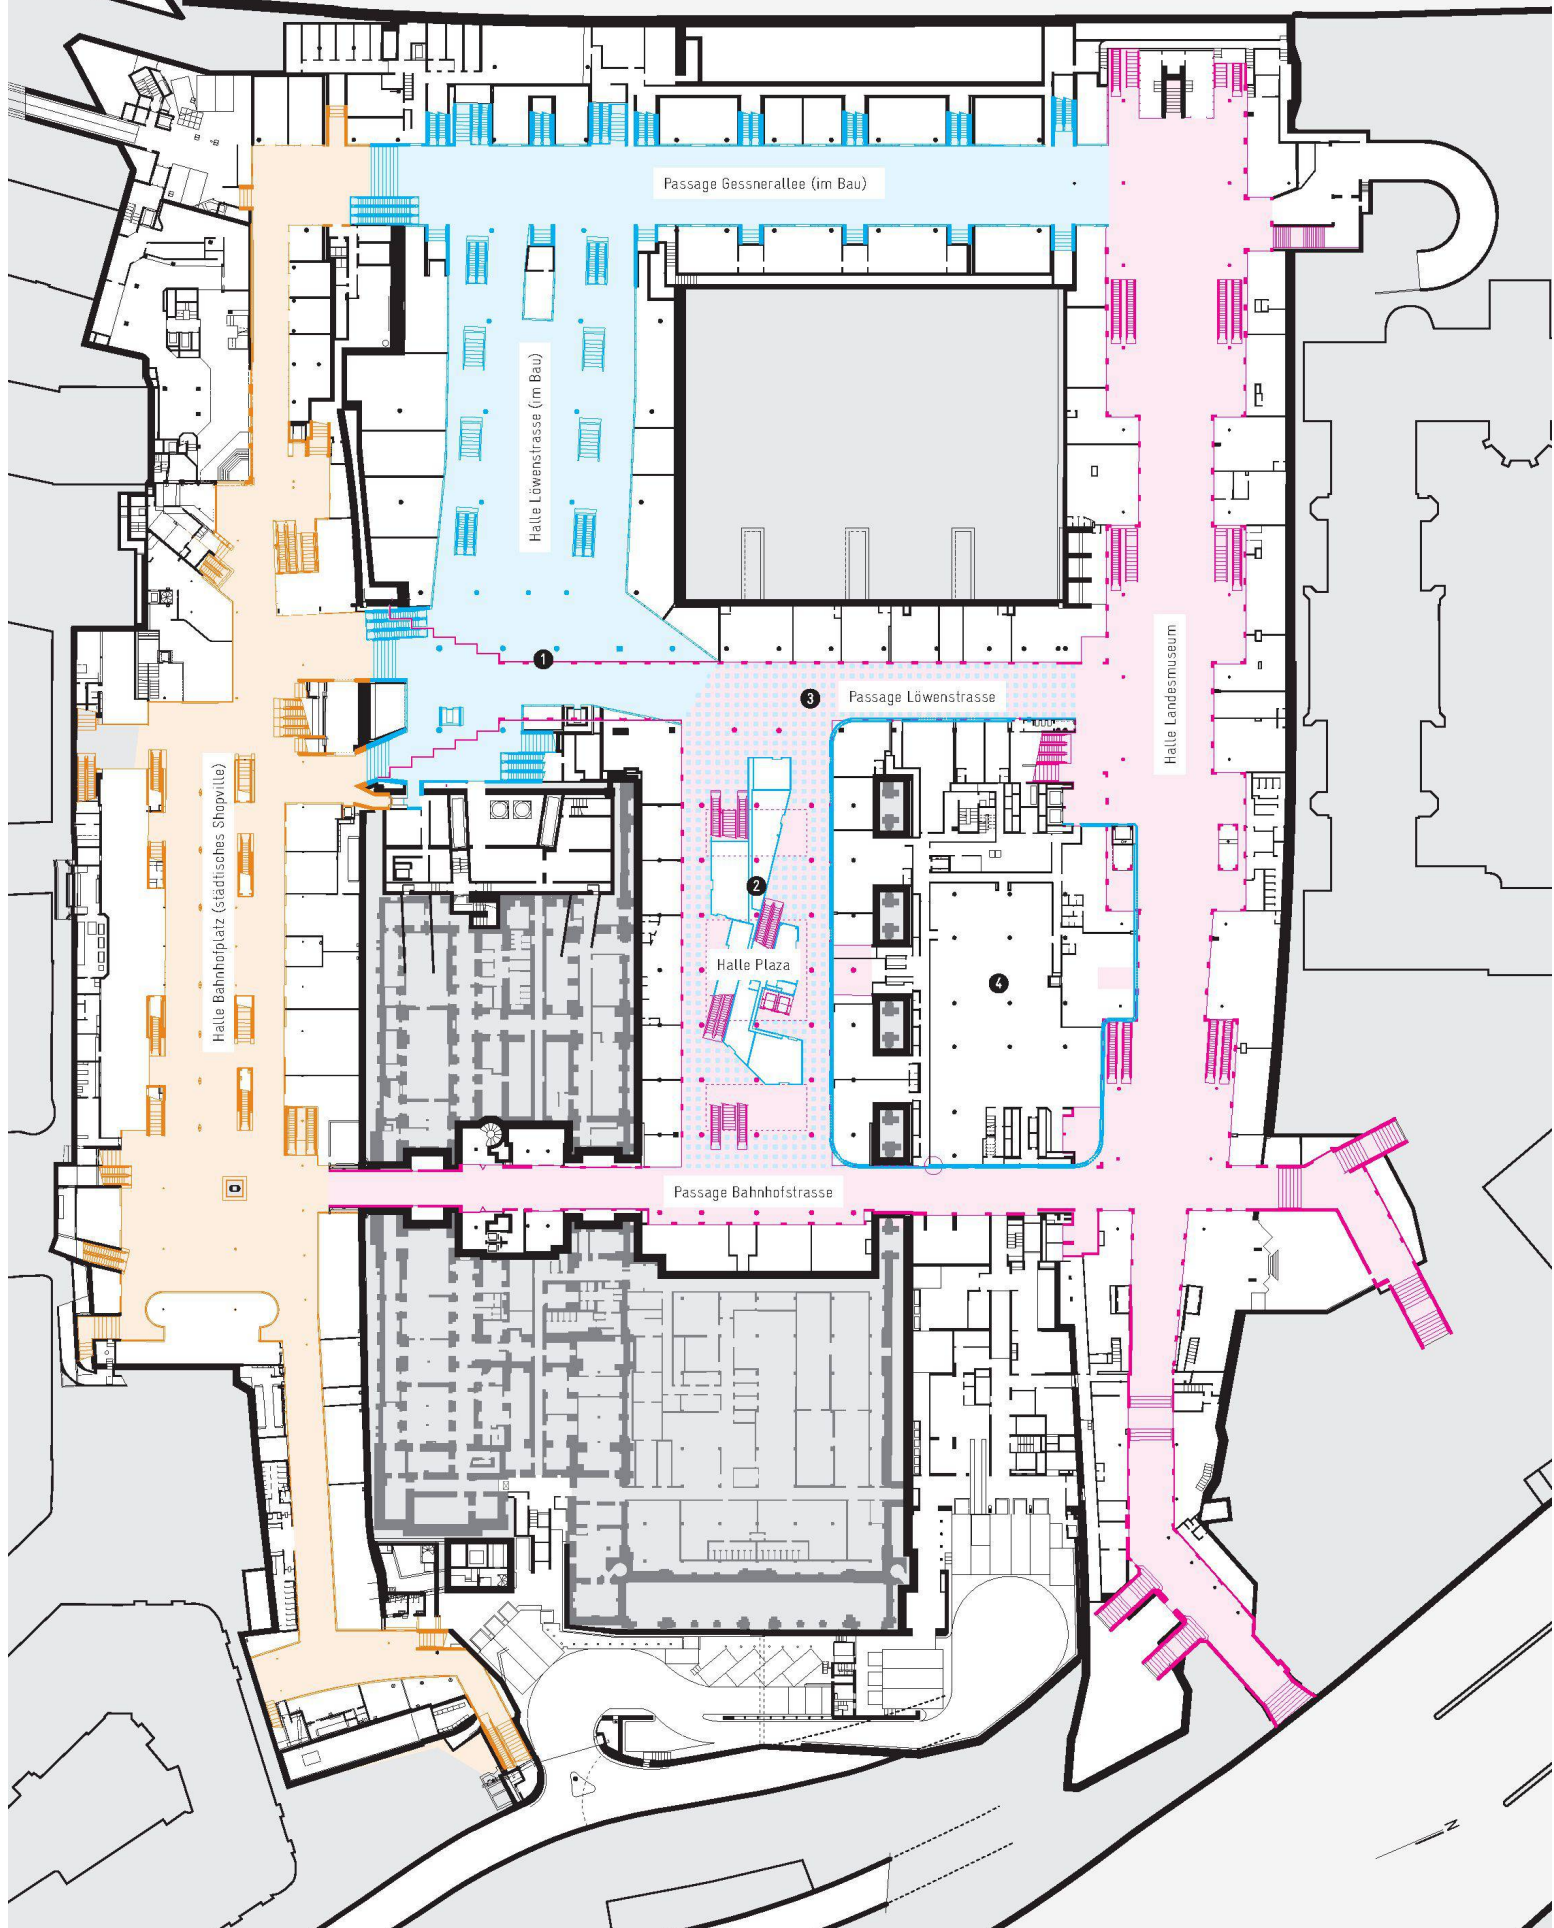 Passage Gessnerallee (im Bau)
Halle Löwenstrasse (im Bau)
1
3
Passage Löwenstrasse
Halle Landesmuseum
Halle Bahnhofplatz (städtisches Shopville)
2
Halle Plaza
4
Passage Bahnhofstrasse
N